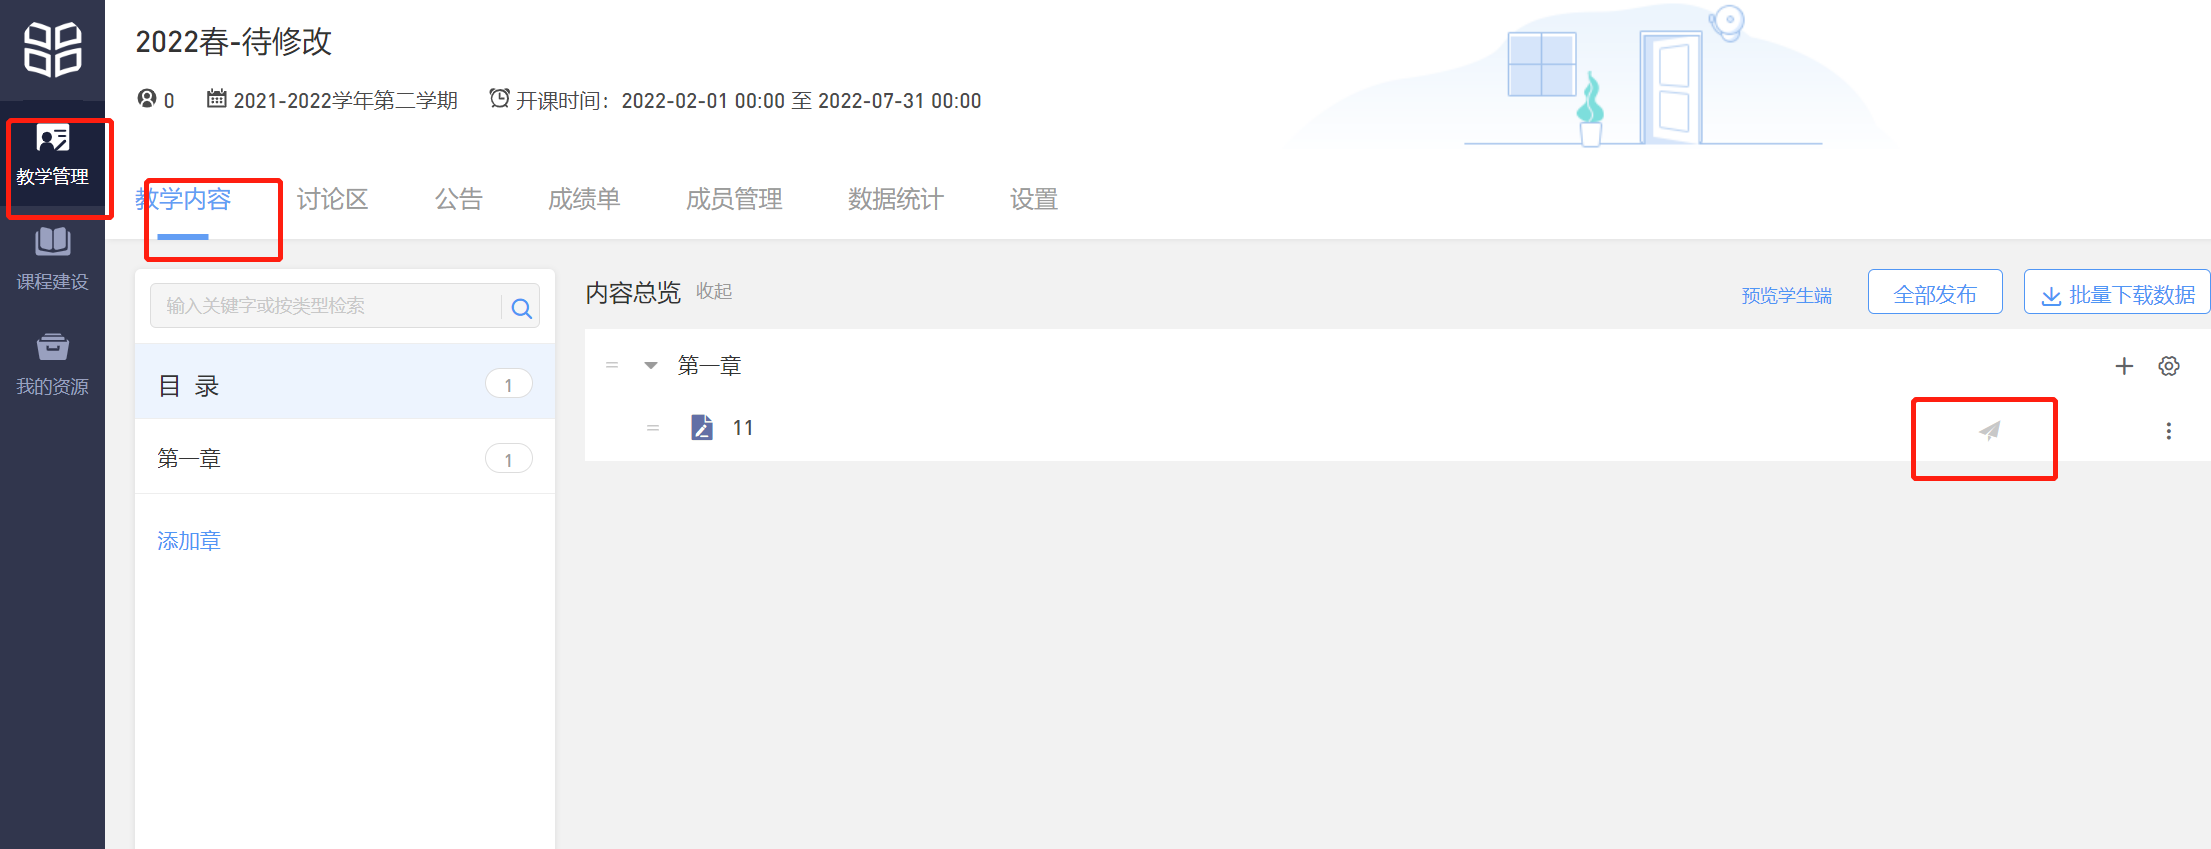 2022春-待修改
0 2021-2022学年第二学期 开课时间：2022-02-01 00:00 至 2022-07-31 00:00
教学管理
课程建设
我的资源
教学内容 讨论区 公告 成绩单 成员管理 数据统计 设置
输入关键字或按类型检索
目 录 1
第一章 1
添加章
内容总览 收起 预览学生端 全部发布 批量下载数据
第一章
11